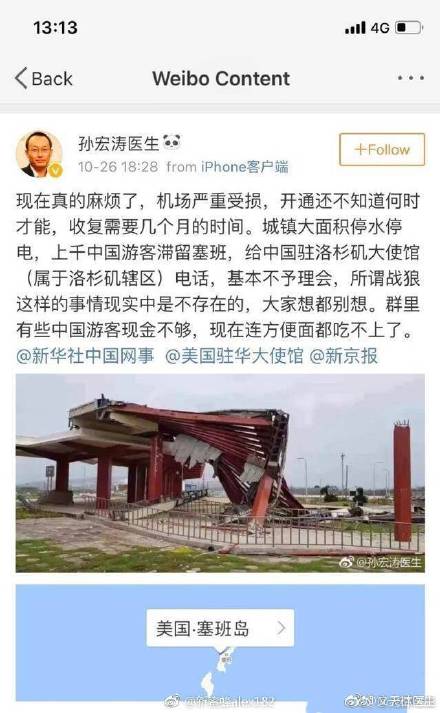 13:13
4G
Back
Weibo Content
孙宏涛医生
10-26 18:28 from iPhone客户端
+Follow
现在真的麻烦了，机场严重受损，开通还不知道何时
才能，收复需要几个月的时间。城镇大面积停水停
电，上千中国游客滞留塞班，给中国驻洛杉矶大使馆
（属于洛杉矶辖区）电话，基本不予理会，所谓战狼
这样的事情现实中是不存在的，大家想都别想。群里
有些中国游客现金不够，现在连方便面都吃不上了。
@新华社中国网事 @美国驻华大使馆 @新京报
@孙宏涛医生
美国·塞班岛